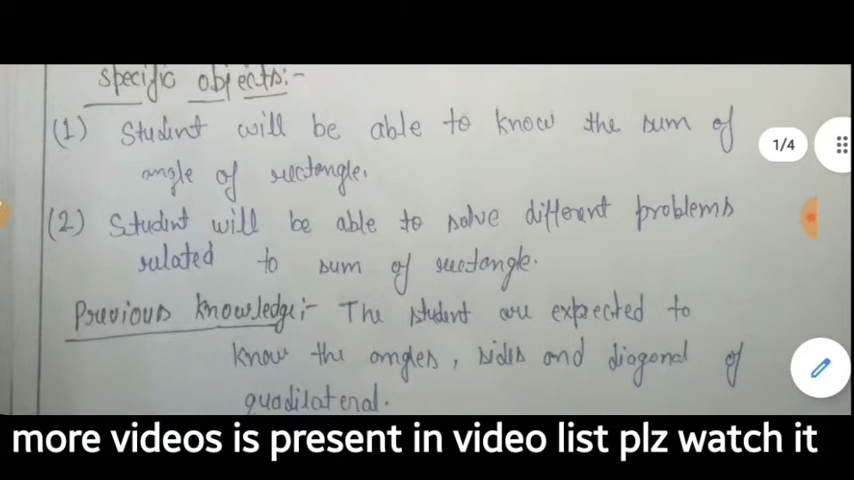 specific objects:-
(1) Student will be able to know the sum of
angle of rectangle.
1/4
(2) Student will be able to solve different problems
related to sum of rectangle.
Previous knowledge:- The student are expected to
know the angles, sides and diagonal of
quadilateral.
more videos is present in video list plz watch it